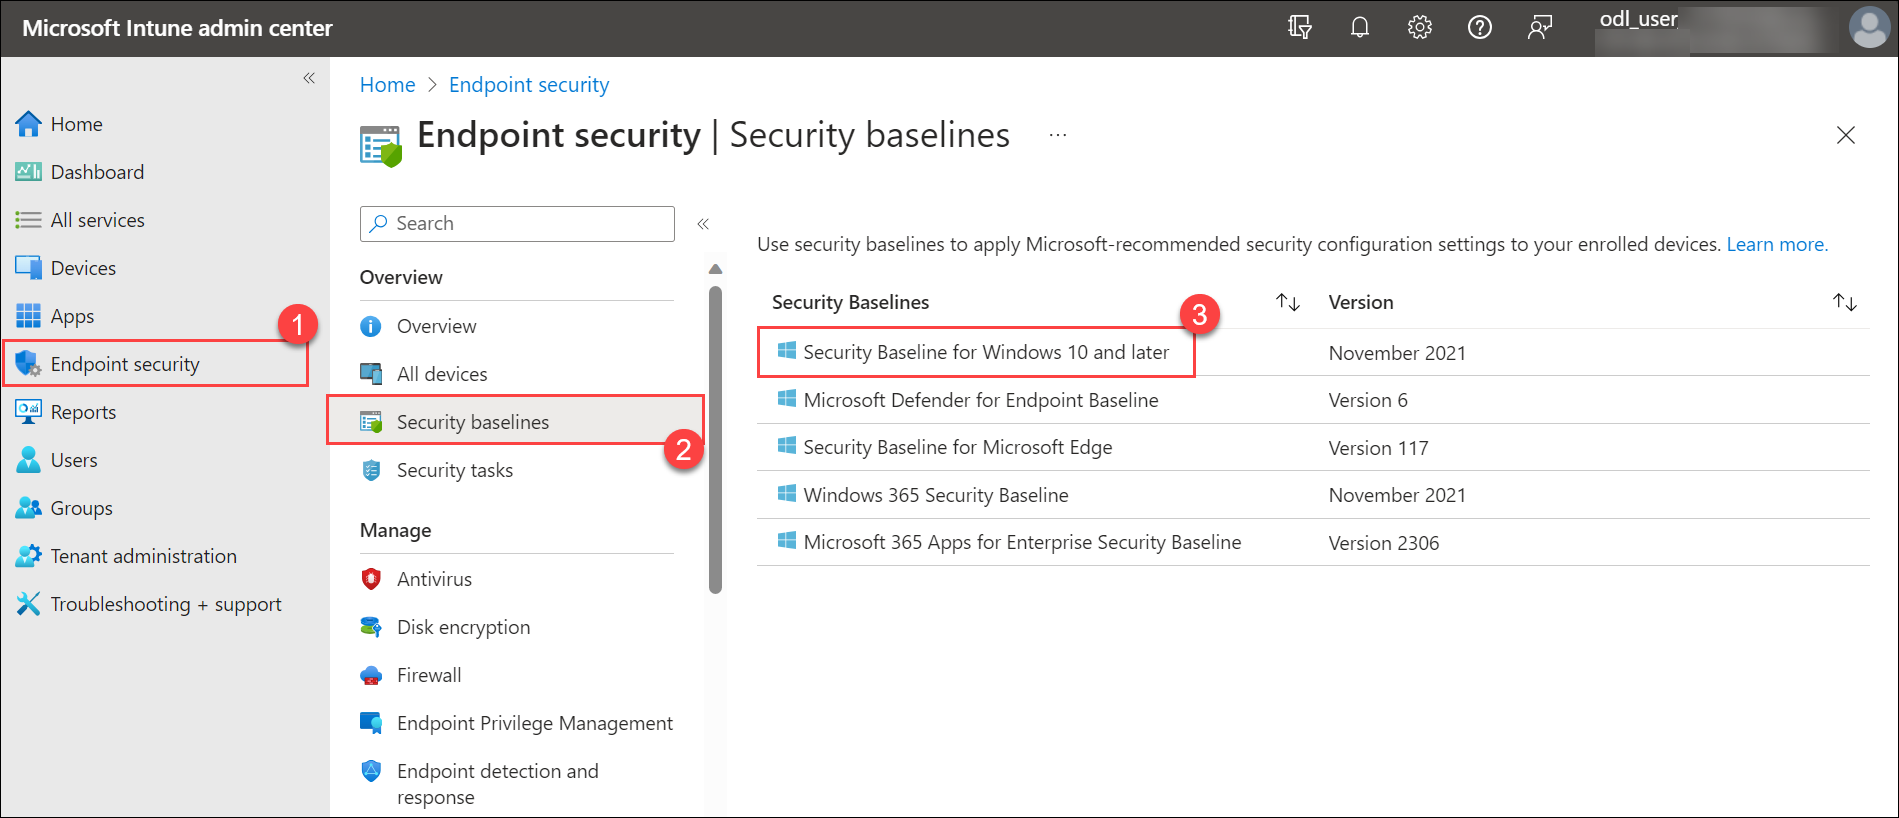 Microsoft Intune admin center
odl_user
«
Home
Dashboard
All services
Devices
Apps
1
Endpoint security
Reports
Users
Groups
Tenant administration
Troubleshooting + support
Home > Endpoint security
Endpoint security | Security baselines ...
Search
«
Overview
Overview
All devices
Security baselines
2
Security tasks
Manage
Antivirus
Disk encryption
Firewall
Endpoint Privilege Management
Endpoint detection and
response
Use security baselines to apply Microsoft-recommended security configuration settings to your enrolled devices. Learn more.
Security Baselines ↑↓ Version ↑↓
3
Security Baseline for Windows 10 and later November 2021
Microsoft Defender for Endpoint Baseline Version 6
Security Baseline for Microsoft Edge Version 117
Windows 365 Security Baseline November 2021
Microsoft 365 Apps for Enterprise Security Baseline Version 2306